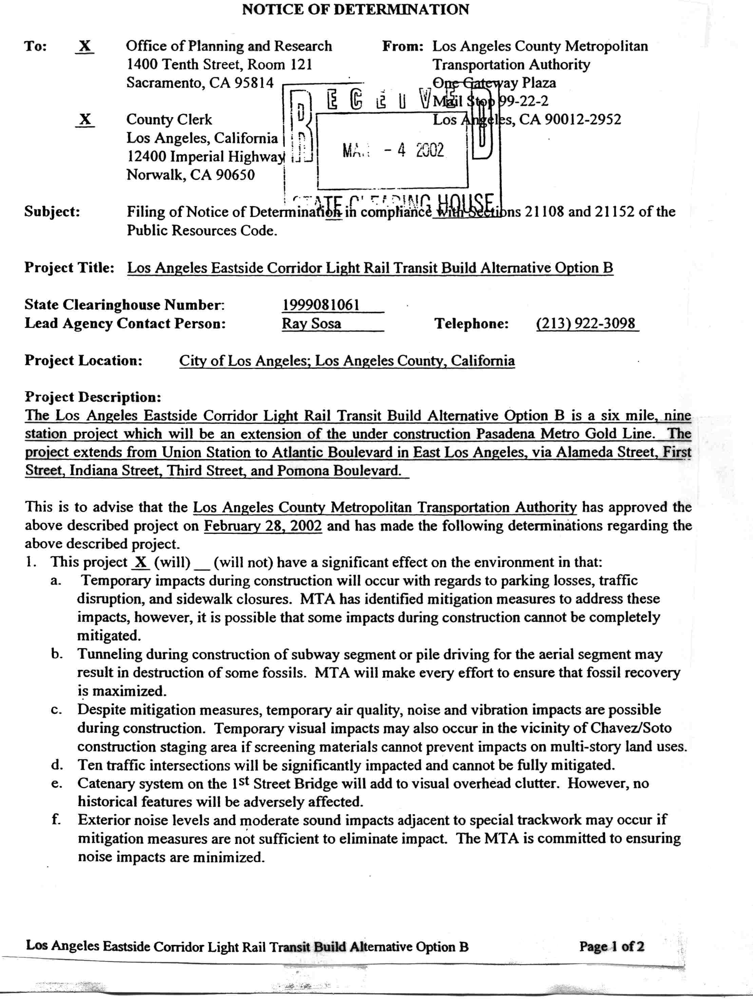 NOTICE OF DETERMINATION
To: X Office of Planning and Research
1400 Tenth Street, Room 121
Sacramento, CA 95814
From: Los Angeles County Metropolitan
Transportation Authority
One Gateway Plaza
Mail Stop 99-22-2
Los Angeles, CA 90012-2952
X County Clerk
Los Angeles, California
12400 Imperial Highway
Norwalk, CA 90650
RECEIVED
- 4 2002
STATE CLEARING HOUSE
Subject: Filing of Notice of Determination in compliance with Sections 21108 and 21152 of the
Public Resources Code.
Project Title: Los Angeles Eastside Corridor Light Rail Transit Build Alternative Option B
State Clearinghouse Number: 1999081061
Lead Agency Contact Person: Ray Sosa Telephone: (213) 922-3098
Project Location: City of Los Angeles; Los Angeles County, California
Project Description:
The Los Angeles Eastside Corridor Light Rail Transit Build Alternative Option B is a six mile, nine
station project which will be an extension of the under construction Pasadena Metro Gold Line. The
project extends from Union Station to Atlantic Boulevard in East Los Angeles, via Alameda Street, First
Street, Indiana Street, Third Street, and Pomona Boulevard.
This is to advise that the Los Angeles County Metropolitan Transportation Authority has approved the
above described project on February 28, 2002 and has made the following determinations regarding the
above described project.
1. This project X (will) __ (will not) have a significant effect on the environment in that:
a. Temporary impacts during construction will occur with regards to parking losses, traffic
disruption, and sidewalk closures. MTA has identified mitigation measures to address these
impacts, however, it is possible that some impacts during construction cannot be completely
mitigated.
b. Tunneling during construction of subway segment or pile driving for the aerial segment may
result in destruction of some fossils. MTA will make every effort to ensure that fossil recovery
is maximized.
c. Despite mitigation measures, temporary air quality, noise and vibration impacts are possible
during construction. Temporary visual impacts may also occur in the vicinity of Chavez/Soto
construction staging area if screening materials cannot prevent impacts on multi-story land uses.
d. Ten traffic intersections will be significantly impacted and cannot be fully mitigated.
e. Catenary system on the 1st Street Bridge will add to visual overhead clutter. However, no
historical features will be adversely affected.
f. Exterior noise levels and moderate sound impacts adjacent to special trackwork may occur if
mitigation measures are not sufficient to eliminate impact. The MTA is committed to ensuring
noise impacts are minimized.
Los Angeles Eastside Corridor Light Rail Transit Build Alternative Option B Page 1 of 2